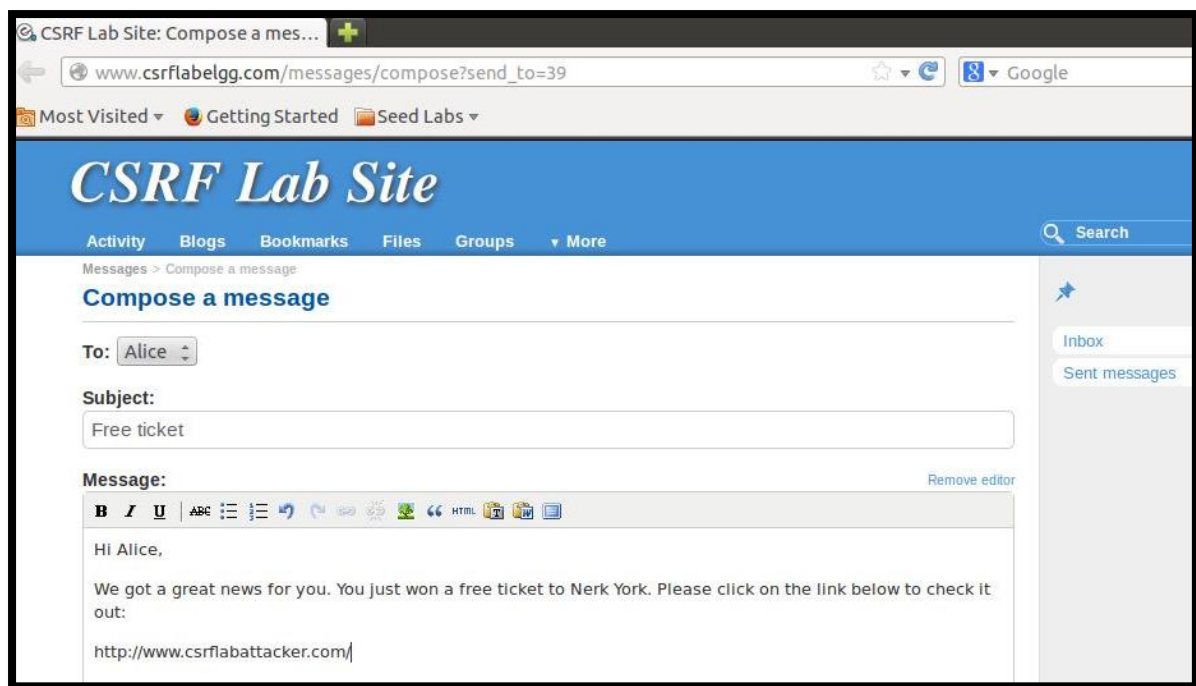 CSRF Lab Site: Compose a mes...
www.csrflabelgg.com/messages/compose?send_to=39
Google
Most Visited Getting Started Seed Labs
CSRF Lab Site
Activity Blogs Bookmarks Files Groups More
Search
Messages > Compose a message
Compose a message
To: Alice
Inbox
Sent messages
Subject:
Free ticket
Message:
Remove editor
B I U ABC HTML
Hi Alice,
We got a great news for you. You just won a free ticket to Nerk York. Please click on the link below to check it
out:
http://www.csrflabattacker.com/